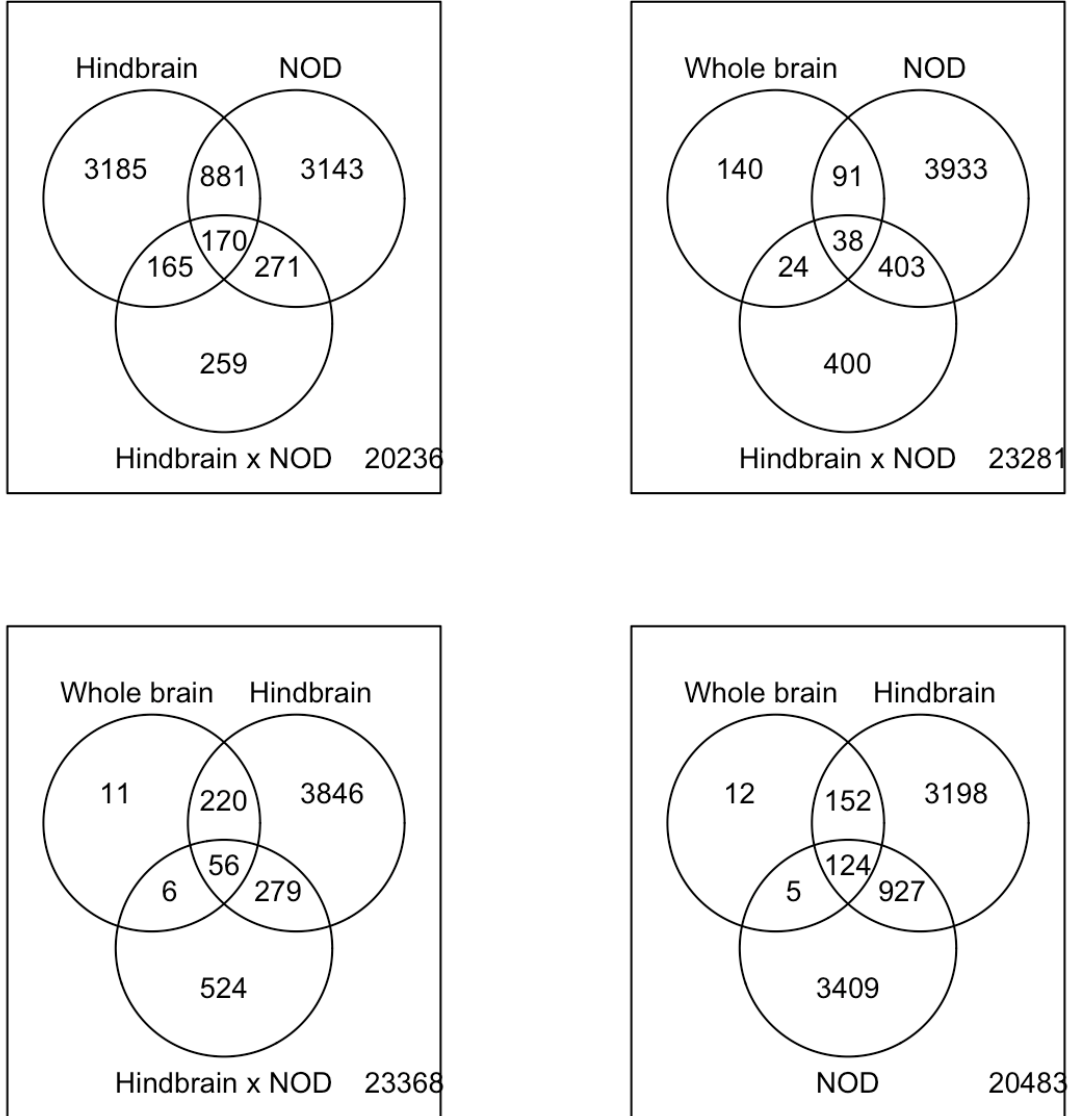 Hindbrain NOD
3185 881 3143
170
165 271
259
Hindbrain x NOD 20236
Whole brain NOD
140 91 3933
38
24 403
400
Hindbrain x NOD 23281
Whole brain Hindbrain
11 220 3846
56
6 279
524
Hindbrain x NOD 23368
Whole brain Hindbrain
12 152 3198
124
5 927
3409
NOD 20483